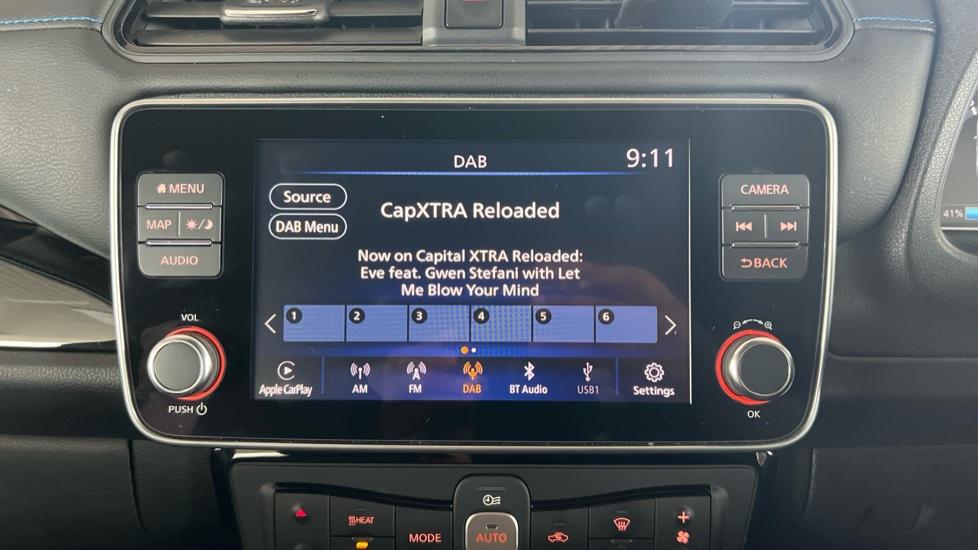 DAB
9:11
MENU
MAP
AUDIO
CAMERA
BACK
Source
CapXTRA Reloaded
DAB Menu
Now on Capital XTRA Reloaded:
Eve feat. Gwen Stefani with Let
Me Blow Your Mind
41%
VOL
1 2 3 4 5 6
Apple CarPlay AM FM DAB BT Audio USB1 Settings
PUSH
OK
HEAT
MODE AUTO